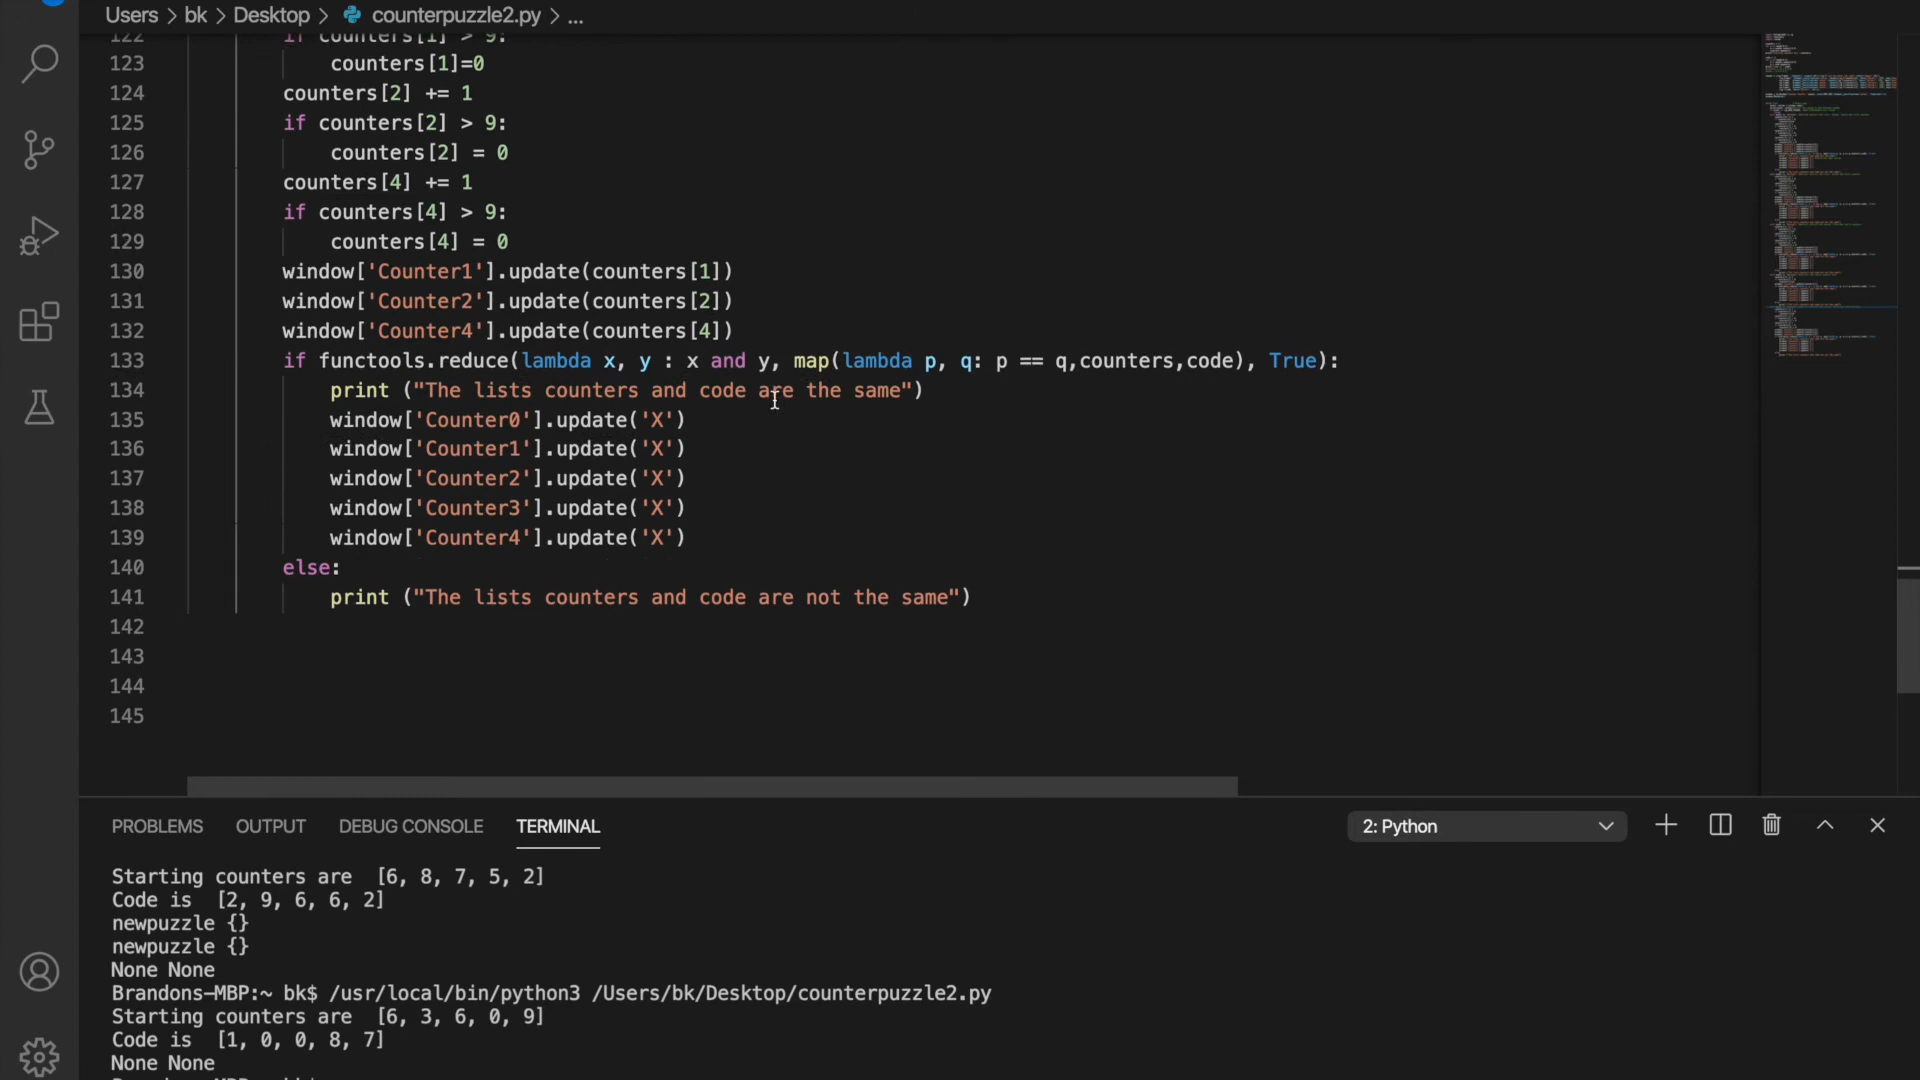 Users > bk > Desktop > counterpuzzle2.py > ...
122 if counters[1] > 9:
123 counters[1]=0
124 counters[2] += 1
125 if counters[2] > 9:
126 counters[2] = 0
127 counters[4] += 1
128 if counters[4] > 9:
129 counters[4] = 0
130 window['Counter1'].update(counters[1])
131 window['Counter2'].update(counters[2])
132 window['Counter4'].update(counters[4])
133 if functools.reduce(lambda x, y : x and y, map(lambda p, q: p == q,counters,code), True):
134 print ("The lists counters and code are the same")
135 window['Counter0'].update('X')
136 window['Counter1'].update('X')
137 window['Counter2'].update('X')
138 window['Counter3'].update('X')
139 window['Counter4'].update('X')
140 else:
141 print ("The lists counters and code are not the same")
142
143
144
145
PROBLEMS OUTPUT DEBUG CONSOLE TERMINAL 2: Python
Starting counters are  [6, 8, 7, 5, 2]
Code is  [2, 9, 6, 6, 2]
newpuzzle {}
newpuzzle {}
None None
Brandons-MBP:~ bk$ /usr/local/bin/python3 /Users/bk/Desktop/counterpuzzle2.py
Starting counters are  [6, 3, 6, 0, 9]
Code is  [1, 0, 0, 8, 7]
None None